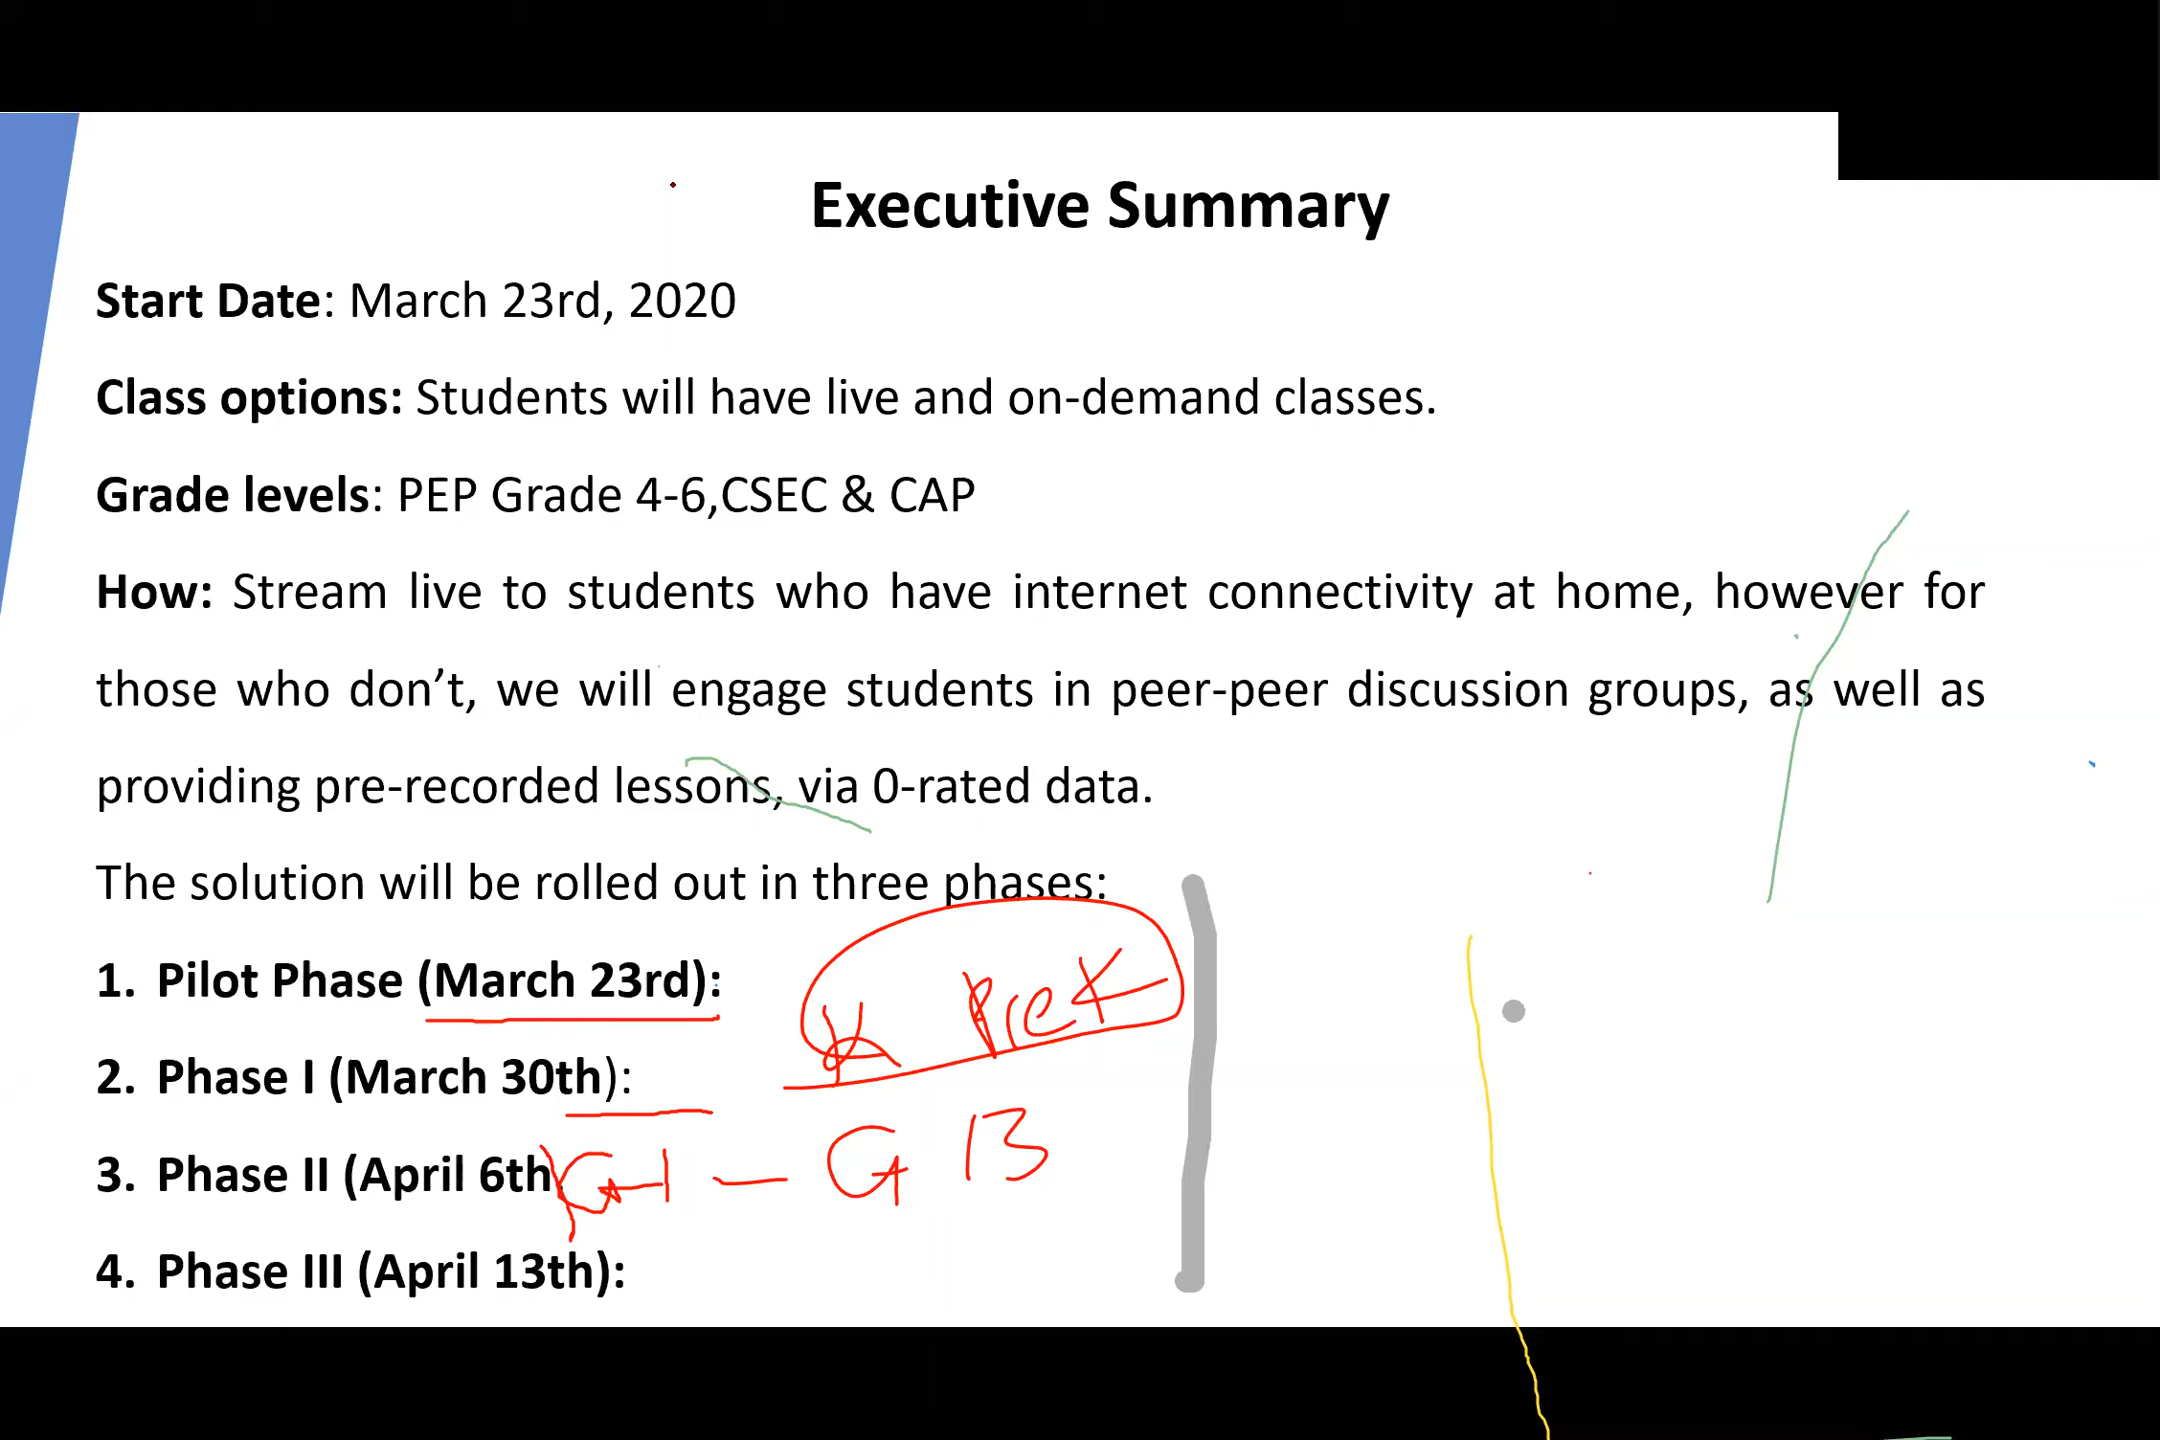 Executive Summary
Start Date: March 23rd, 2020
Class options: Students will have live and on-demand classes.
Grade levels: PEP Grade 4-6,CSEC & CAP
How: Stream live to students who have internet connectivity at home, however for
those who don’t, we will engage students in peer-peer discussion groups, as well as
providing pre-recorded lessons, via 0-rated data.
The solution will be rolled out in three phases:
1. Pilot Phase (March 23rd):
PreK
2. Phase I (March 30th):
3. Phase II (April 6th
G1 — G 13
4. Phase III (April 13th):